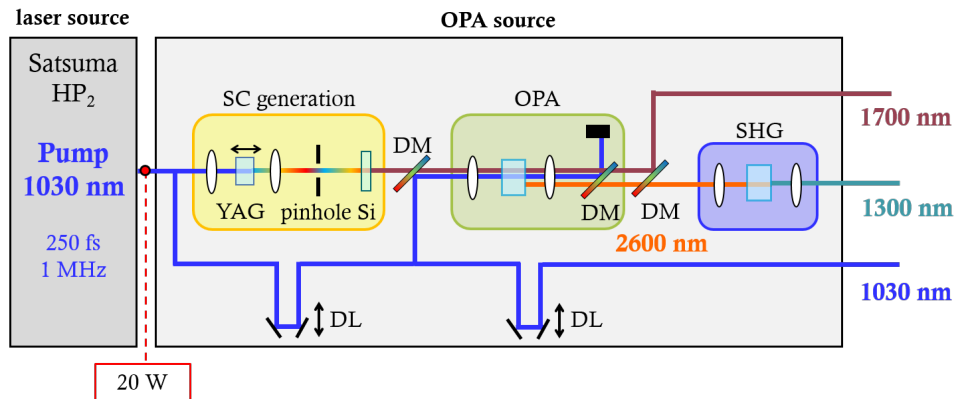 laser source
OPA source
Satsuma
HP2
Pump
1030 nm
250 fs
1 MHz
20 W
SC generation
YAG
pinhole Si
DM
OPA
DM
DM
SHG
2600 nm
1700 nm
1300 nm
1030 nm
DL
DL